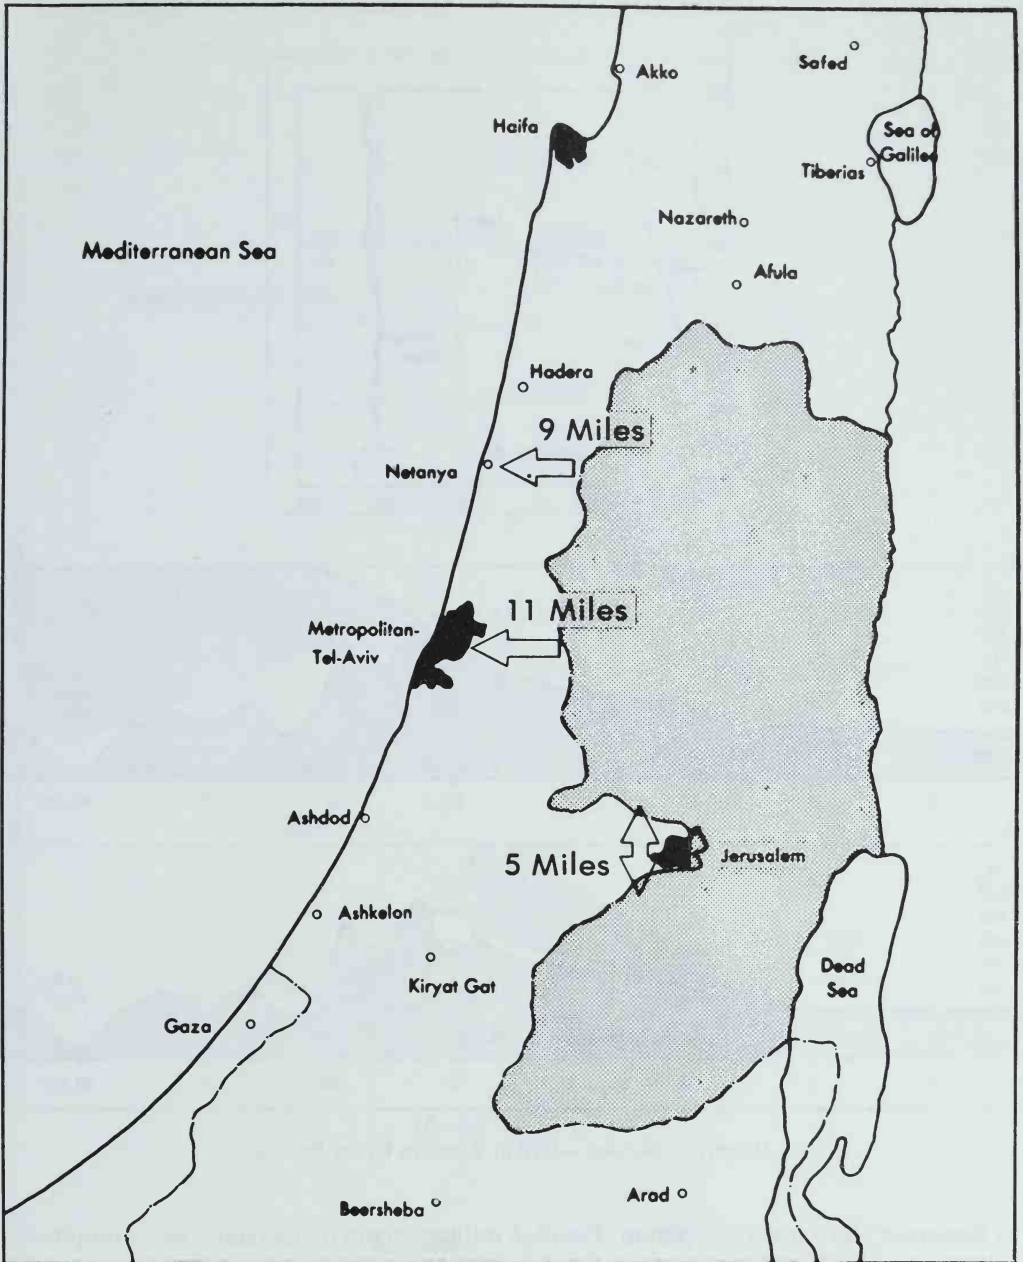 Safed
Akko
Haifa
Sea of
Galilee
Tiberias
Nazareth
Mediterranean Sea
Afula
Hadera
9 Miles
Netanya
11 Miles
Metropolitan-
Tel-Aviv
Ashdod
5 Miles
Jerusalem
Ashkelon
Dead
Sea
Kiryat Gat
Gaza
Arad
Beersheba